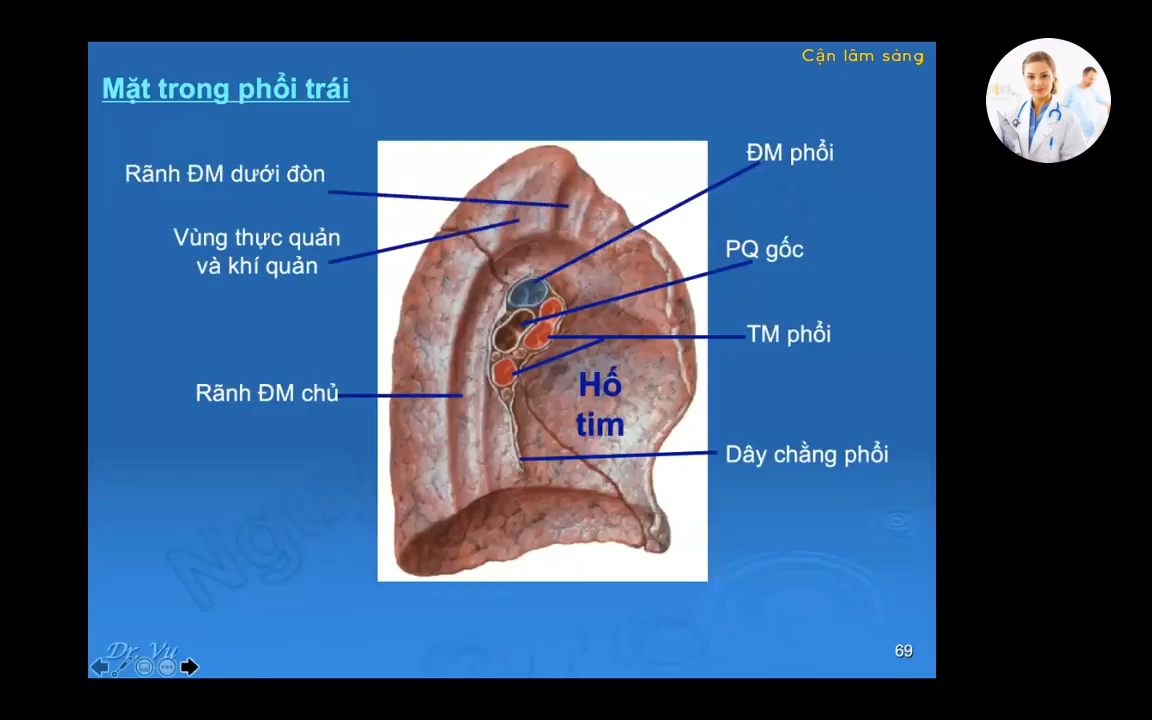 Cận lâm sàng
Mặt trong phổi trái
ĐM phổi
Rãnh ĐM dưới đòn
Vùng thực quản
và khí quản
PQ gốc
TM phổi
Rãnh ĐM chủ
Hố
tim
Dây chằng phổi
Dr. Vu
69